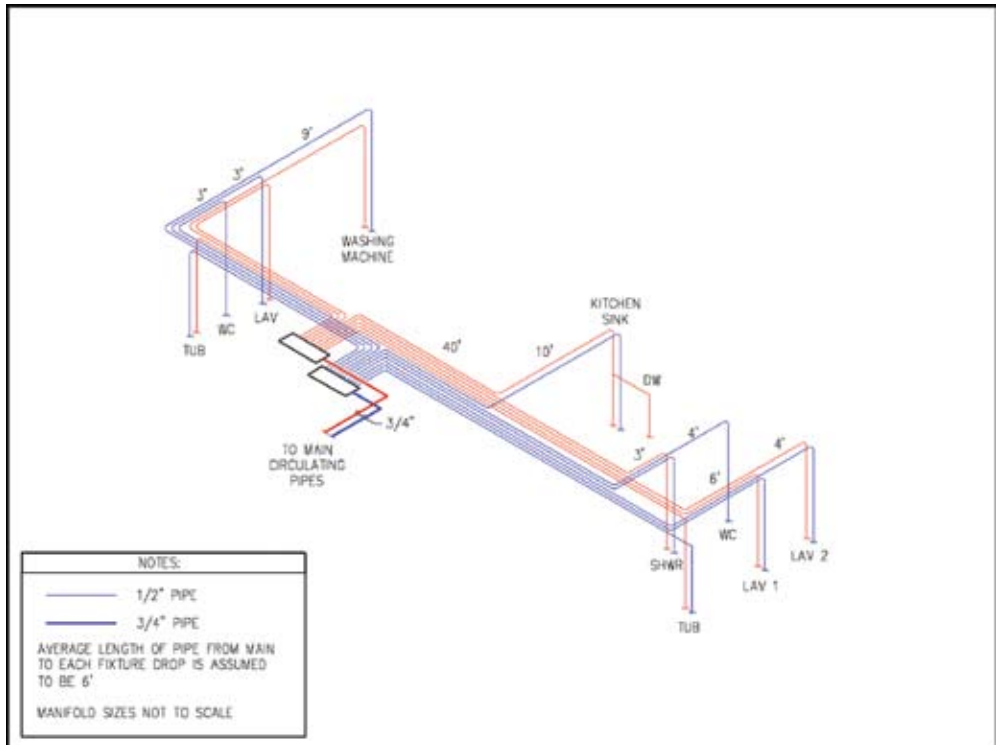 9'
3'
3'
WASHING
MACHINE
LAV
WC
TUB
KITCHEN
SINK
40'
10'
DW
3/4"
TO MAIN
CIRCULATING
PIPES
3'
4'
6'
4'
WC
SHWR
LAV 2
LAV 1
TUB
NOTES:
1/2" PIPE
3/4" PIPE
AVERAGE LENGTH OF PIPE FROM MAIN
TO EACH FIXTURE DROP IS ASSUMED
TO BE 6'
MANIFOLD SIZES NOT TO SCALE